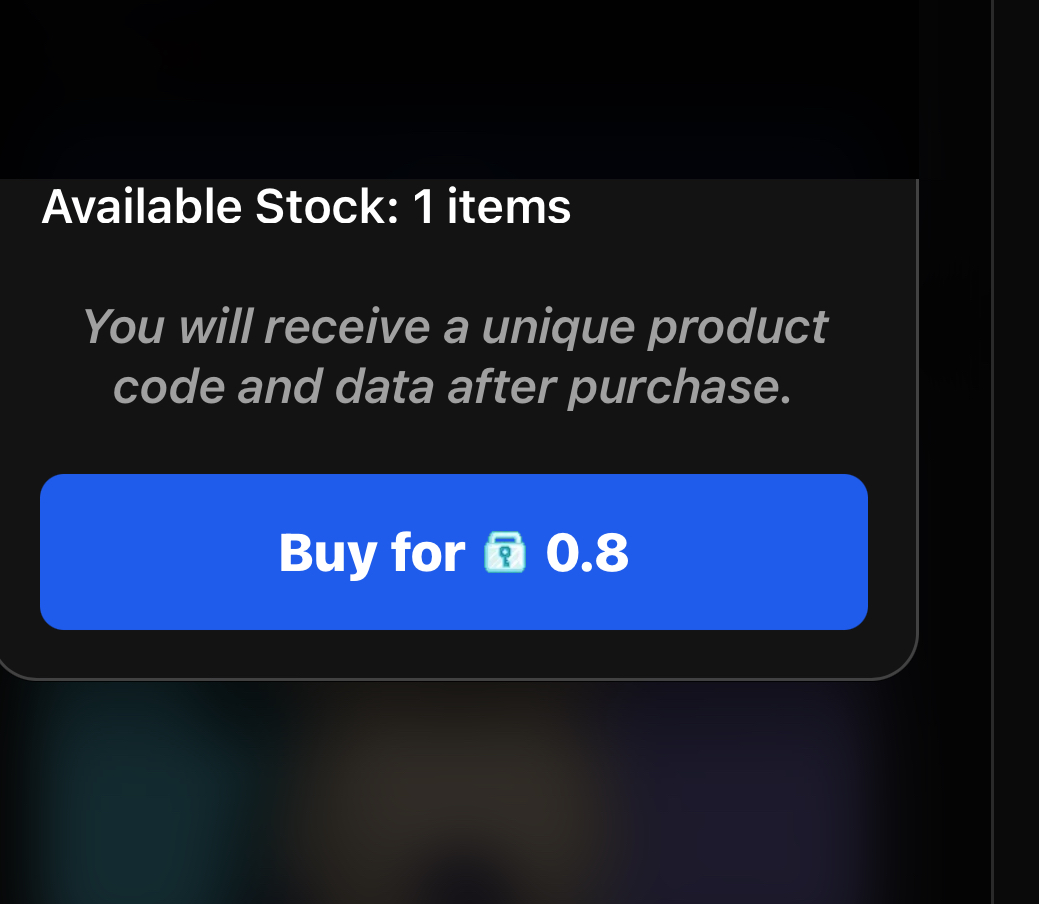 Available Stock: 1 items
You will receive a unique product
code and data after purchase.
Buy for 0.8